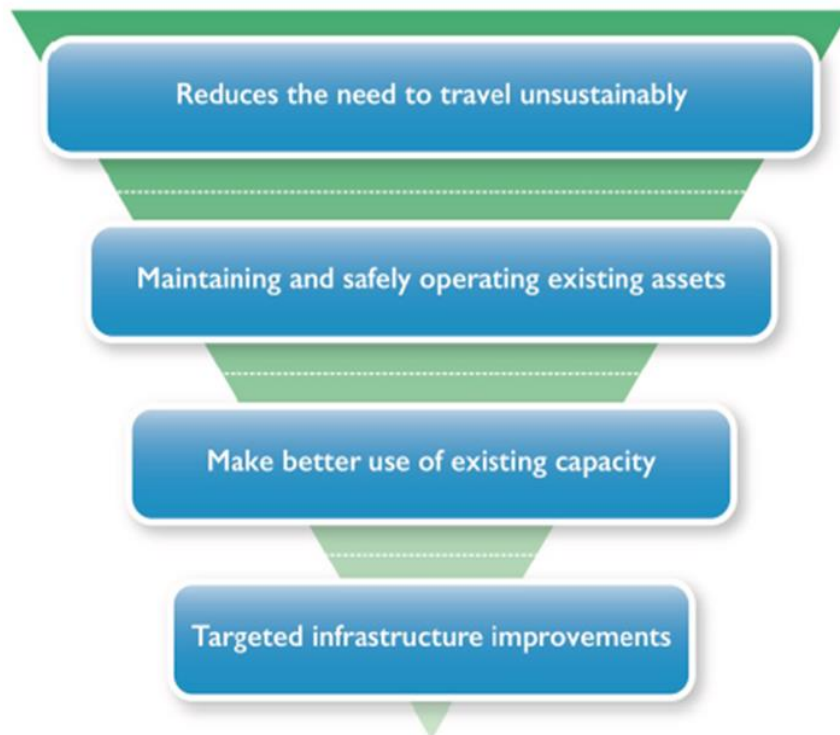 Reduces the need to travel unsustainably
Maintaining and safely operating existing assets
Make better use of existing capacity
Targeted infrastructure improvements